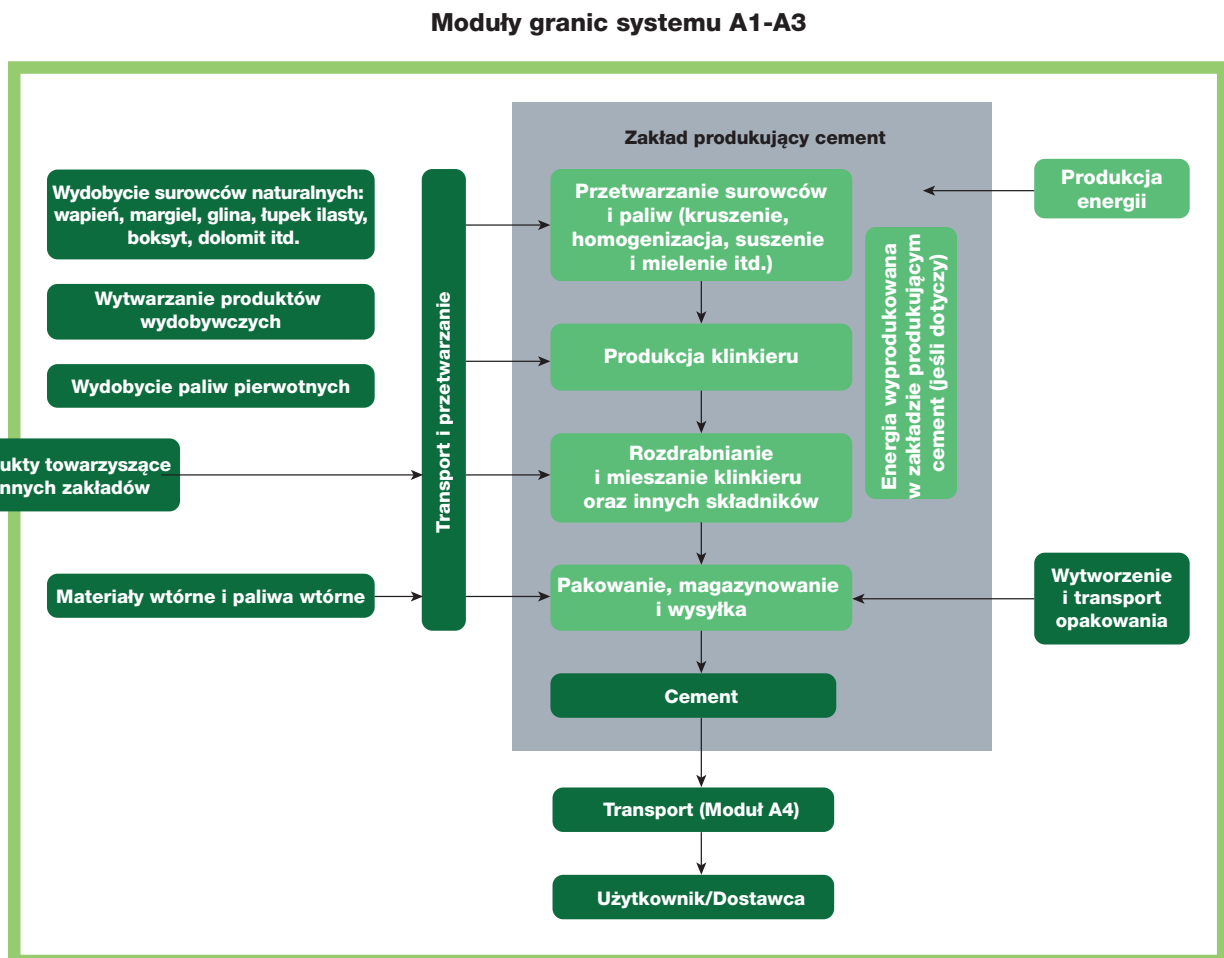 Moduły granic systemu A1-A3
Zakład produkujący cement
Wydobycie surowców naturalnych:
wapień, margiel, glina, łupek ilasty,
boksyt, dolomit itd.
Wytwarzanie produktów
wydobywczych
Wydobycie paliw pierwotnych
towarzyszące
zakładów
Materiały wtórne i paliwa wtórne
Transport i przetwarzanie
Przetwarzanie surowców
i paliw (kruszenie,
homogenizacja, suszenie
i mielenie itd.)
Produkcja klinkieru
Rozdrabnianie
i mieszanie klinkieru
oraz innych składników
Pakowanie, magazynowanie
i wysyłka
Cement
Transport (Moduł A4)
Użytkownik/Dostawca
Energia wyprodukowana
w zakładzie produkującym
cement (jeśli dotyczy)
Produkcja
energii
Wytworzenie
i transport
opakowania